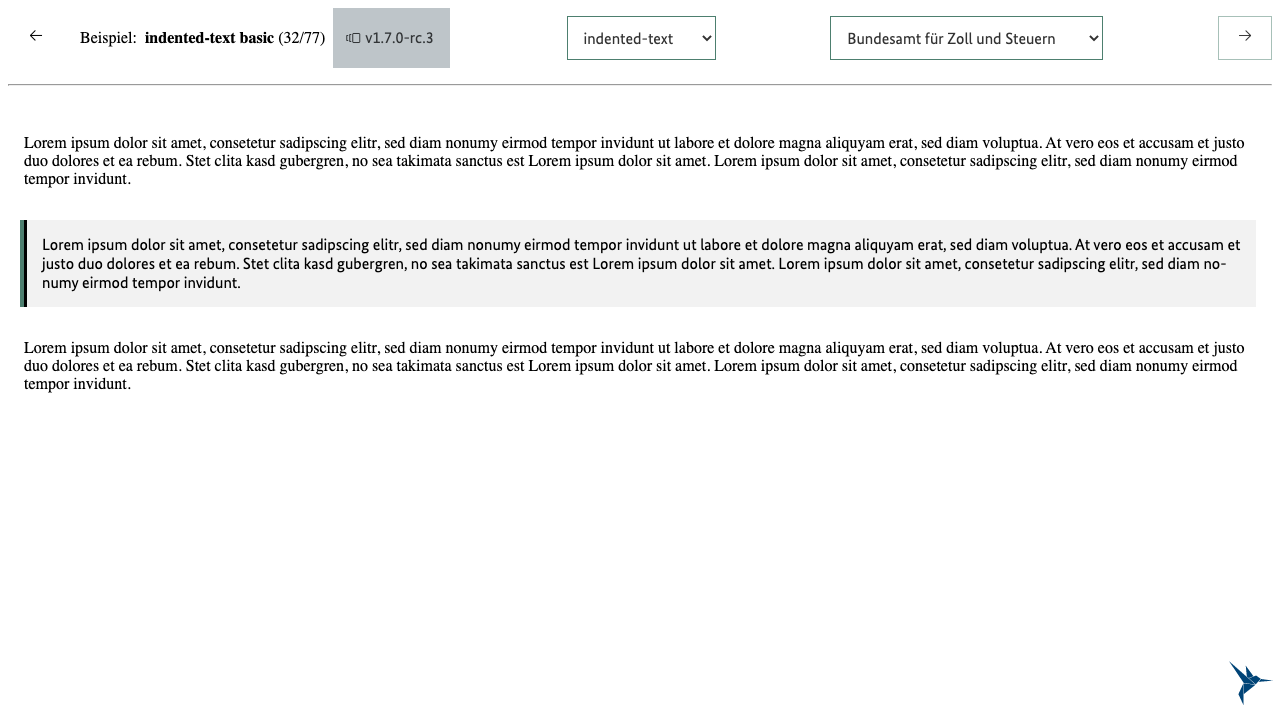 Beispiel: indented-text basic (32/77) v1.7.0-rc.3 indented-text Bundesamt für Zoll und Steuern
Lorem ipsum dolor sit amet, consetetur sadipscing elitr, sed diam nonumy eirmod tempor invidunt ut labore et dolore magna aliquyam erat, sed diam voluptua. At vero eos et accusam et justo
duo dolores et ea rebum. Stet clita kasd gubergren, no sea takimata sanctus est Lorem ipsum dolor sit amet. Lorem ipsum dolor sit amet, consetetur sadipscing elitr, sed diam nonumy eirmod
tempor invidunt.
Lorem ipsum dolor sit amet, consetetur sadipscing elitr, sed diam nonumy eirmod tempor invidunt ut labore et dolore magna aliquyam erat, sed diam voluptua. At vero eos et accusam et
justo duo dolores et ea rebum. Stet clita kasd gubergren, no sea takimata sanctus est Lorem ipsum dolor sit amet. Lorem ipsum dolor sit amet, consetetur sadipscing elitr, sed diam no-
numy eirmod tempor invidunt.
Lorem ipsum dolor sit amet, consetetur sadipscing elitr, sed diam nonumy eirmod tempor invidunt ut labore et dolore magna aliquyam erat, sed diam voluptua. At vero eos et accusam et justo
duo dolores et ea rebum. Stet clita kasd gubergren, no sea takimata sanctus est Lorem ipsum dolor sit amet. Lorem ipsum dolor sit amet, consetetur sadipscing elitr, sed diam nonumy eirmod
tempor invidunt.